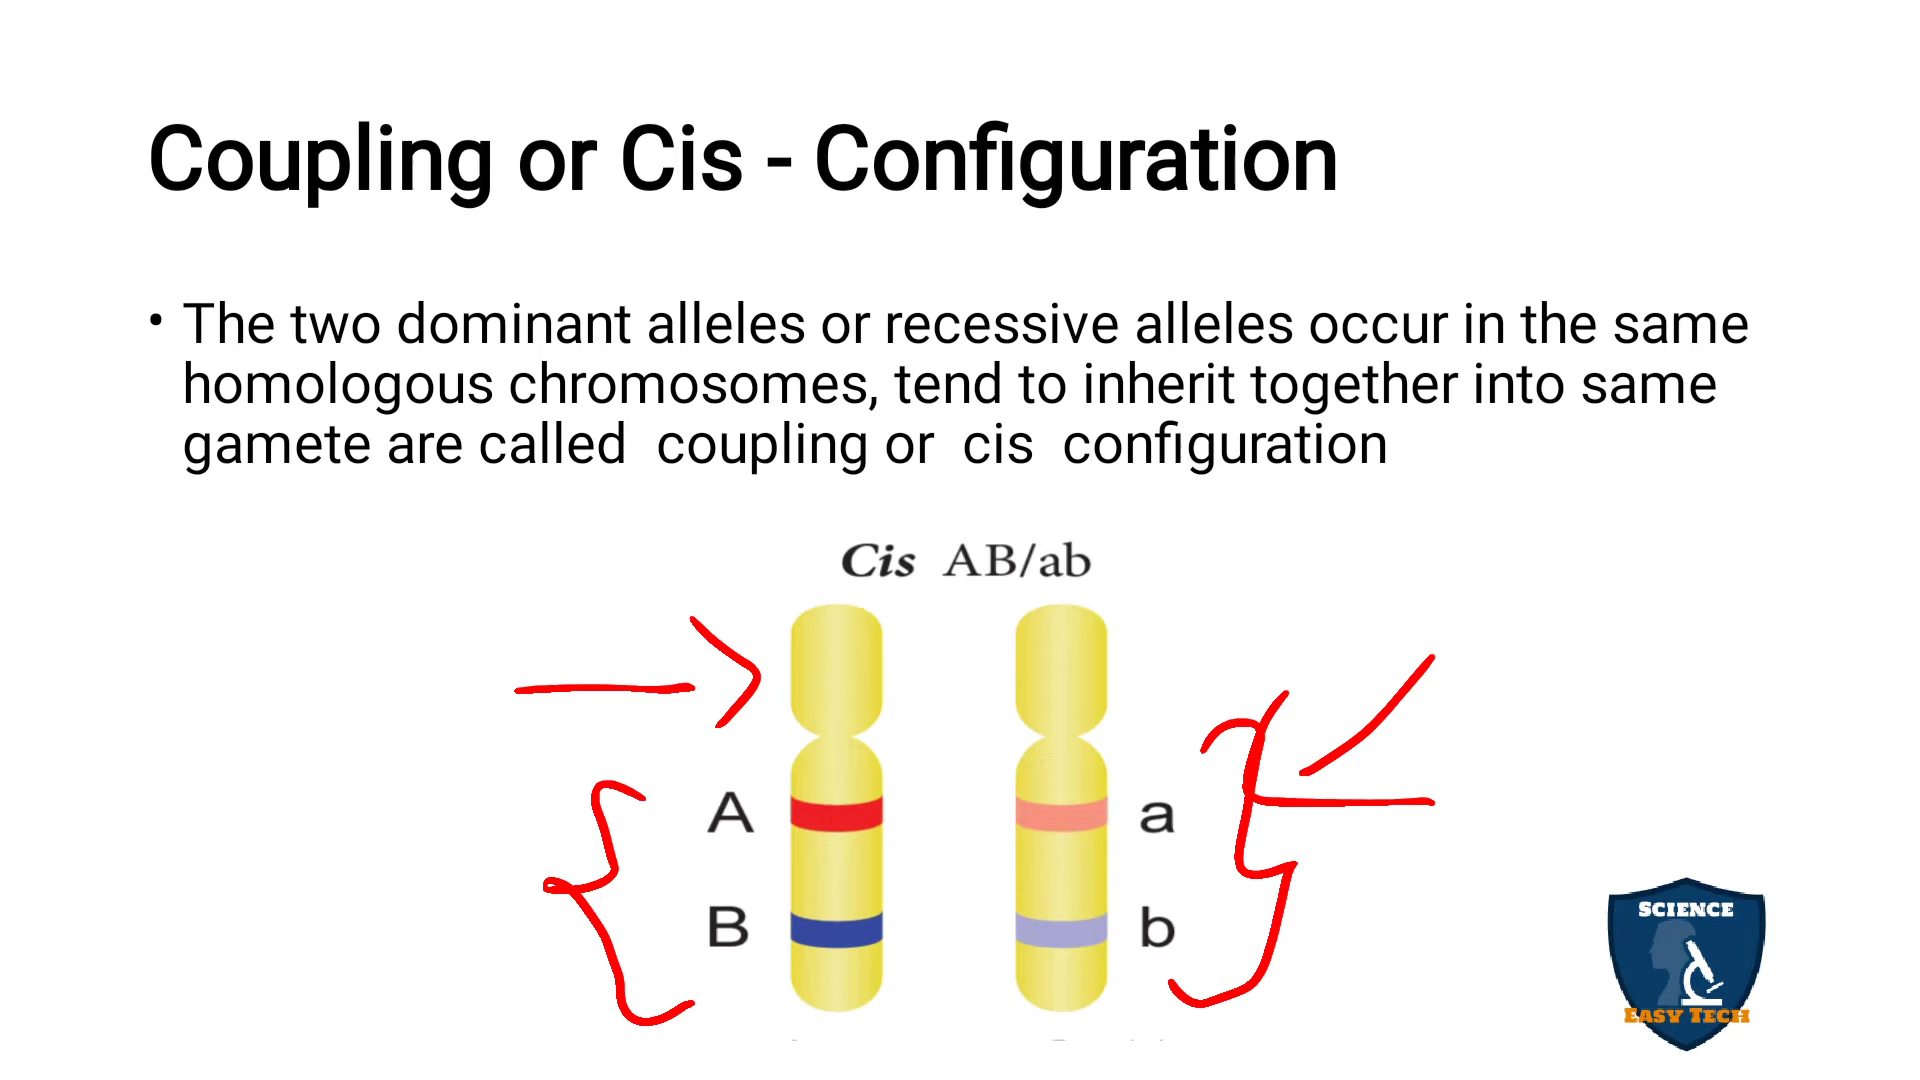 Coupling or Cis - Configuration
• The two dominant alleles or recessive alleles occur in the same
homologous chromosomes, tend to inherit together into same
gamete are called coupling or cis configuration
Cis AB/ab
A a
B b
SCIENCE
EASY TECH